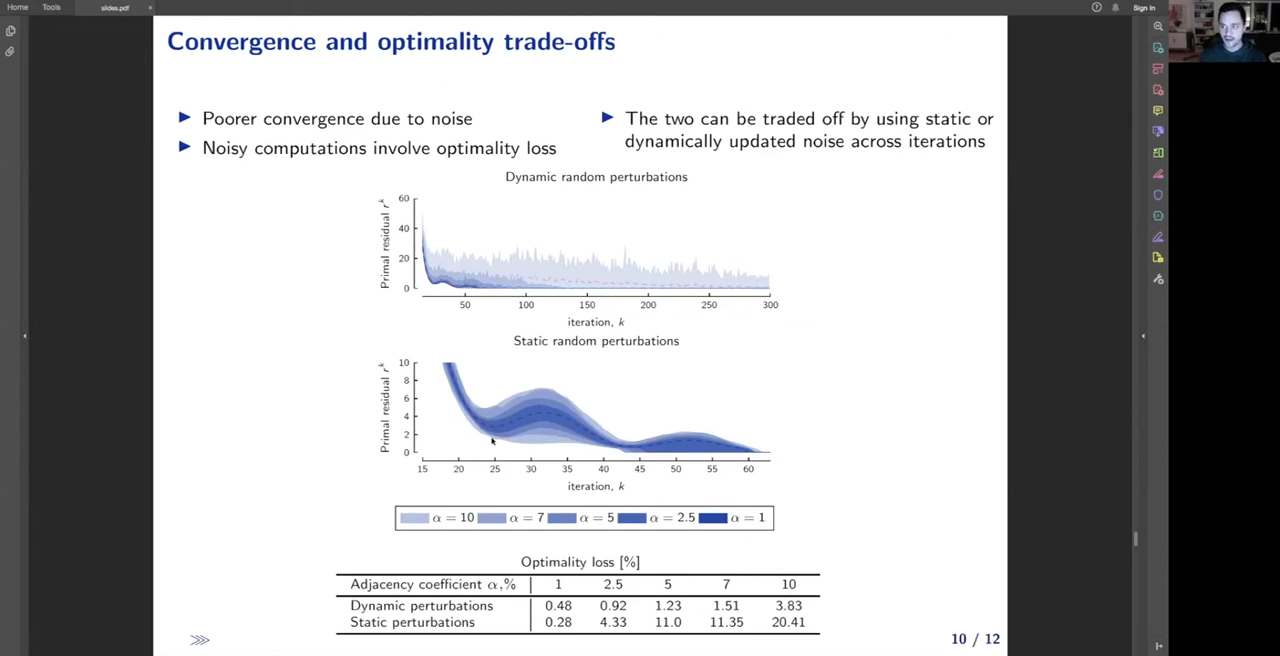 Home Tools slides.pdf × Sign In
Convergence and optimality trade-offs
Poorer convergence due to noise
Noisy computations involve optimality loss
The two can be traded off by using static or
dynamically updated noise across iterations
Dynamic random perturbations
Primal residual r^k
60
40
20
0
50 100 150 200 250 300
iteration, k
Static random perturbations
Primal residual r^k
10
8
6
4
2
0
15 20 25 30 35 40 45 50 55 60
iteration, k
α = 10 α = 7 α = 5 α = 2.5 α = 1
Optimality loss [%]
Adjacency coefficient α,% 1 2.5 5 7 10
Dynamic perturbations 0.48 0.92 1.23 1.51 3.83
Static perturbations 0.28 4.33 11.0 11.35 20.41
10 / 12